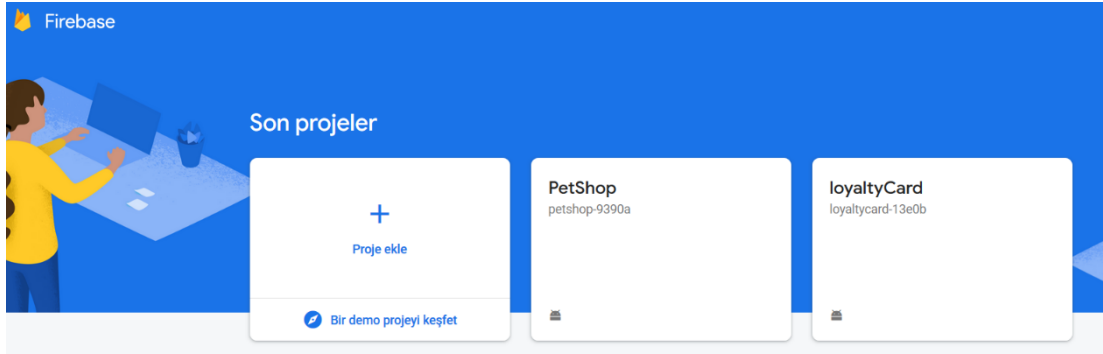 Firebase
Son projeler
Proje ekle
Bir demo projeyi keşfet
PetShop
petshop-9390a
loyaltyCard
loyaltycard-13e0b